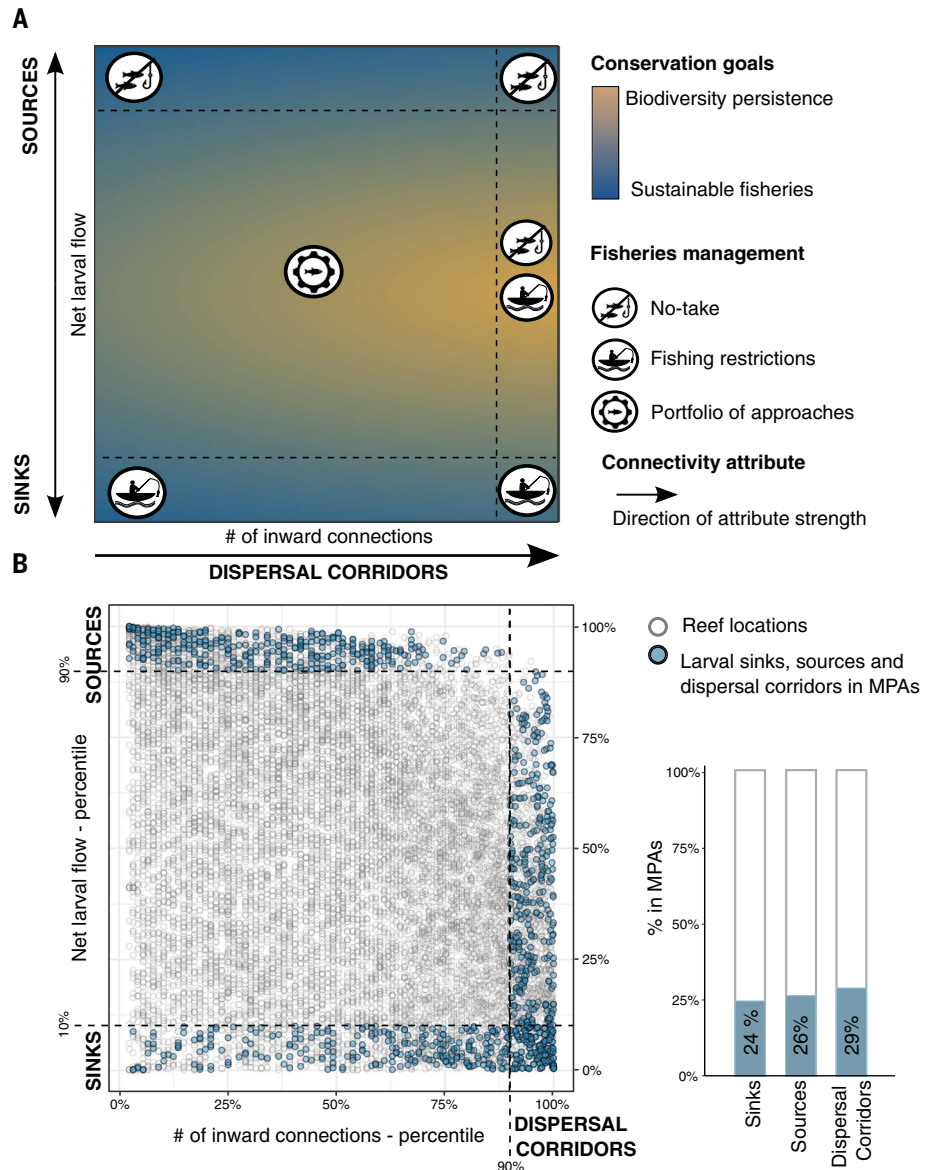 A
SOURCES
Net larval flow
SINKS
# of inward connections
DISPERSAL CORRIDORS
Conservation goals
Biodiversity persistence
Sustainable fisheries
Fisheries management
No-take
Fishing restrictions
Portfolio of approaches
Connectivity attribute
Direction of attribute strength
B
SOURCES
90%
Net larval flow - percentile
10%
SINKS
100%
75%
50%
25%
0%
0%
25%
50%
75%
100%
# of inward connections - percentile
DISPERSAL
CORRIDORS
90%
Reef locations
Larval sinks, sources and
dispersal corridors in MPAs
% in MPAs
100%
75%
50%
25%
0%
24 %
26%
29%
Sinks
Sources
Dispersal
Corridors